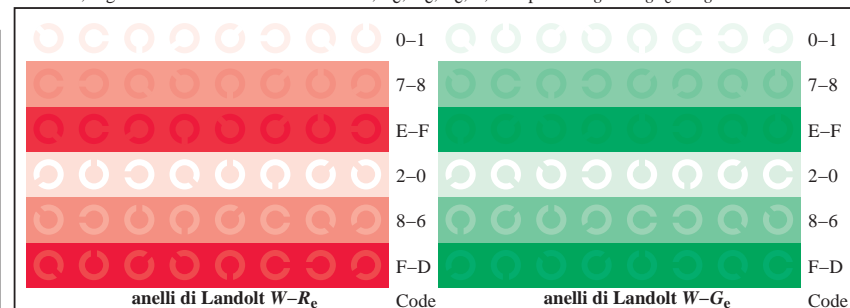 0–1 0–1
7–8 7–8
E–F E–F
2–0 2–0
8–6 8–6
F–D F–D
anelli di Landolt W–Re Code anelli di Landolt W–Ge Code